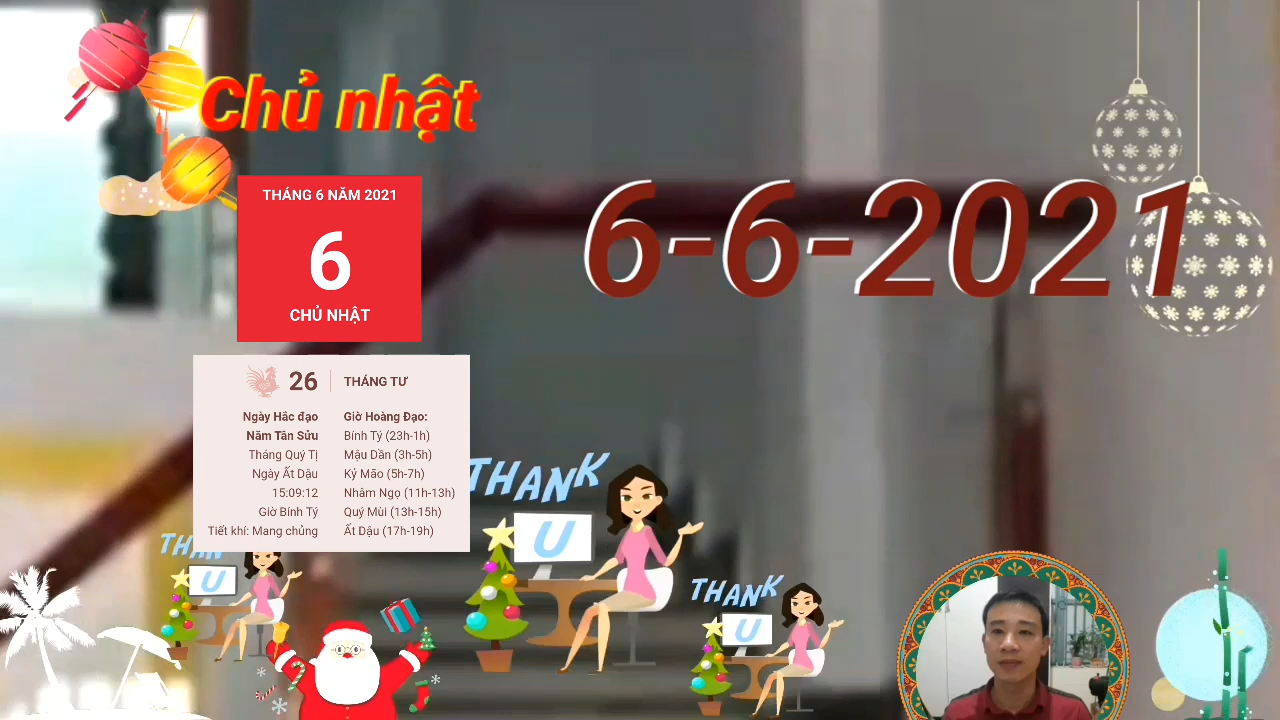 Chủ nhật
THÁNG 6 NĂM 2021
6
CHỦ NHẬT
6-6-2021
26 THÁNG TƯ
Ngày Hắc đạo
Năm Tân Sửu
Tháng Quý Tị
Ngày Ất Dậu
15:09:12
Giờ Bính Tý
Tiết khí: Mang chủng
Giờ Hoàng Đạo:
Bính Tý (23h-1h)
Mậu Dần (3h-5h)
Kỷ Mão (5h-7h)
Nhâm Ngọ (11h-13h)
Quý Mùi (13h-15h)
Ất Dậu (17h-19h)
THANK
U
THAN
U
THANK
U